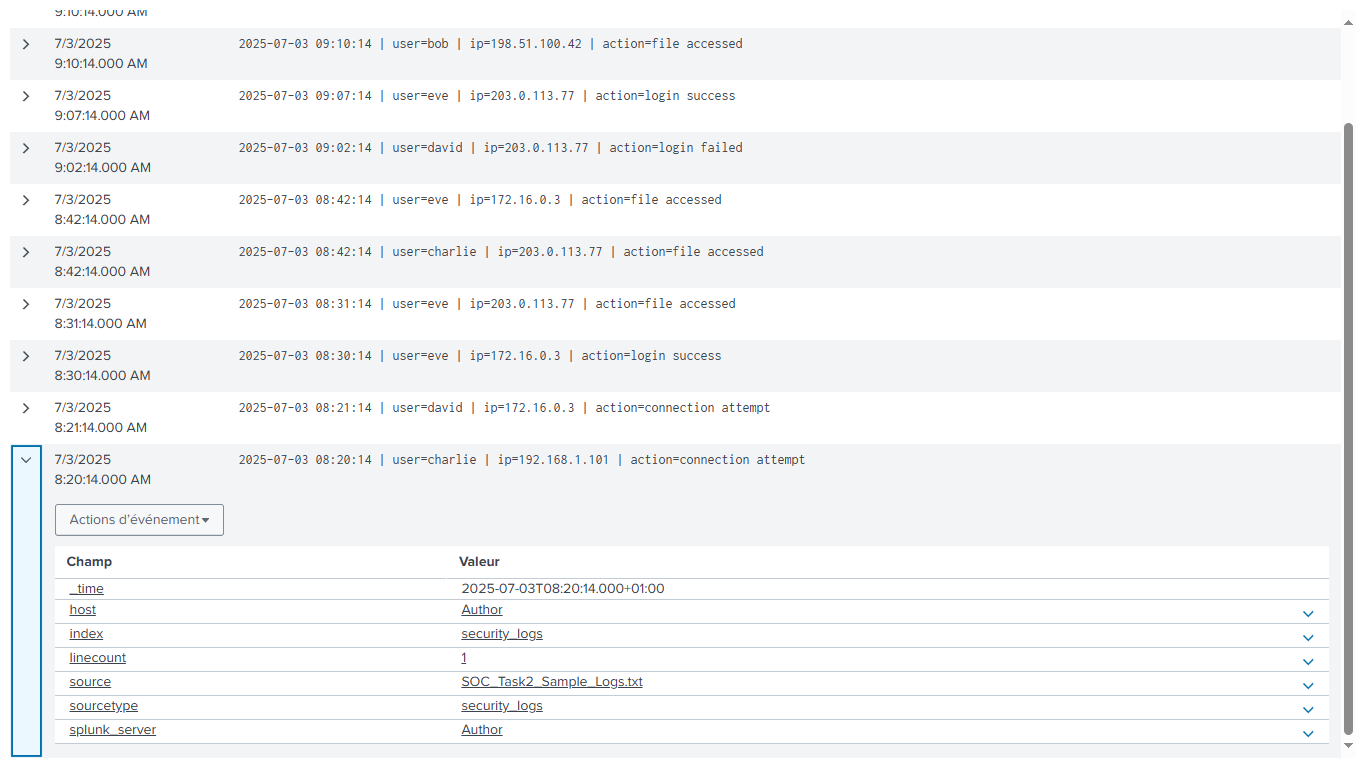 9:10:14.000 AM
7/3/2025 2025-07-03 09:10:14 | user=bob | ip=198.51.100.42 | action=file accessed
9:10:14.000 AM
7/3/2025 2025-07-03 09:07:14 | user=eve | ip=203.0.113.77 | action=login success
9:07:14.000 AM
7/3/2025 2025-07-03 09:02:14 | user=david | ip=203.0.113.77 | action=login failed
9:02:14.000 AM
7/3/2025 2025-07-03 08:42:14 | user=eve | ip=172.16.0.3 | action=file accessed
8:42:14.000 AM
7/3/2025 2025-07-03 08:42:14 | user=charlie | ip=203.0.113.77 | action=file accessed
8:42:14.000 AM
7/3/2025 2025-07-03 08:31:14 | user=eve | ip=203.0.113.77 | action=file accessed
8:31:14.000 AM
7/3/2025 2025-07-03 08:30:14 | user=eve | ip=172.16.0.3 | action=login success
8:30:14.000 AM
7/3/2025 2025-07-03 08:21:14 | user=david | ip=172.16.0.3 | action=connection attempt
8:21:14.000 AM
7/3/2025 2025-07-03 08:20:14 | user=charlie | ip=192.168.1.101 | action=connection attempt
8:20:14.000 AM
Actions d’événement
Champ Valeur
_time 2025-07-03T08:20:14.000+01:00
host Author
index security_logs
linecount 1
source SOC_Task2_Sample_Logs.txt
sourcetype security_logs
splunk_server Author